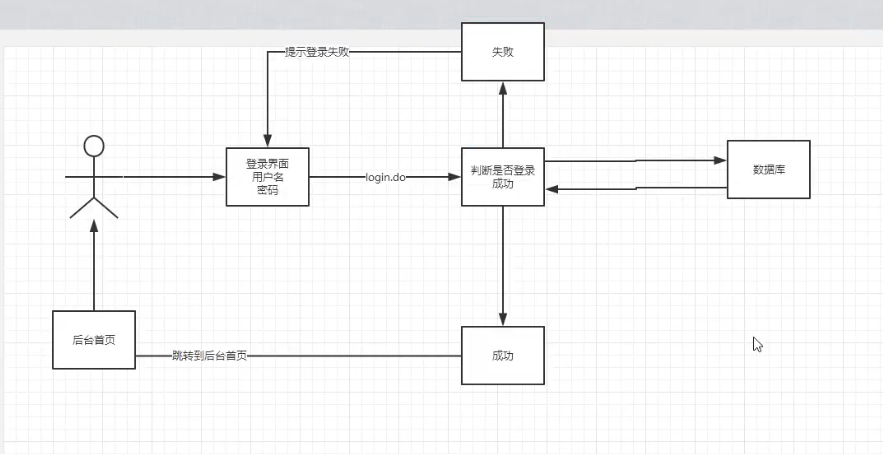 失败
提示登录失败
登录界面
用户名
密码
login.do
判断是否登录
成功
数据库
后台首页
跳转到后台首页
成功